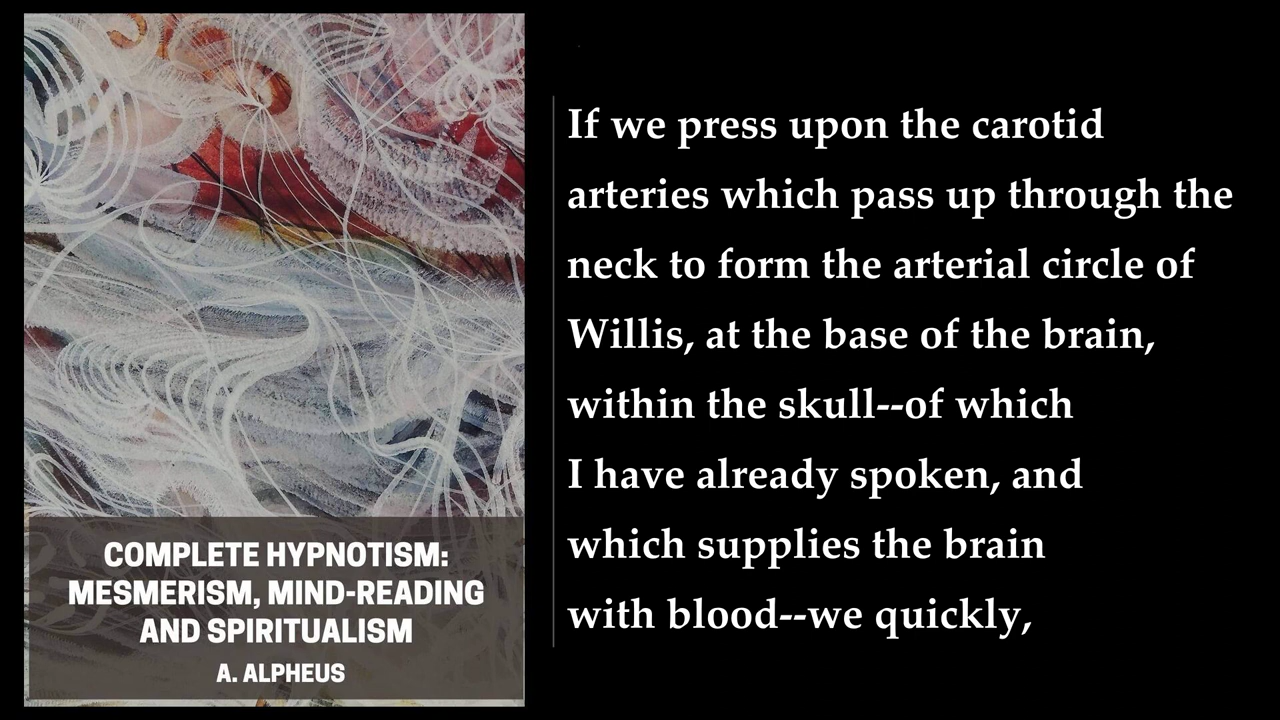 COMPLETE HYPNOTISM:
MESMERISM, MIND-READING
AND SPIRITUALISM
A. ALPHEUS
If we press upon the carotid
arteries which pass up through the
neck to form the arterial circle of
Willis, at the base of the brain,
within the skull--of which
I have already spoken, and
which supplies the brain
with blood--we quickly,